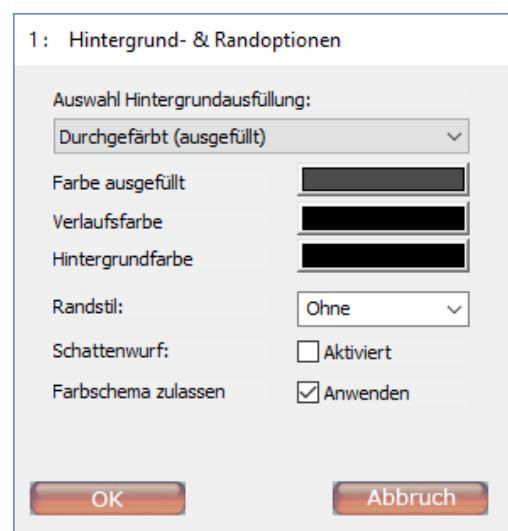 1: Hintergrund- & Randoptionen
Auswahl Hintergrundausfüllung:
Durchgefärbt (ausgefüllt)
Farbe ausgefüllt
Verlaufsfarbe
Hintergrundfarbe
Randstil: Ohne
Schattenwurf: Aktiviert
Farbschema zulassen Anwenden
OK Abbruch